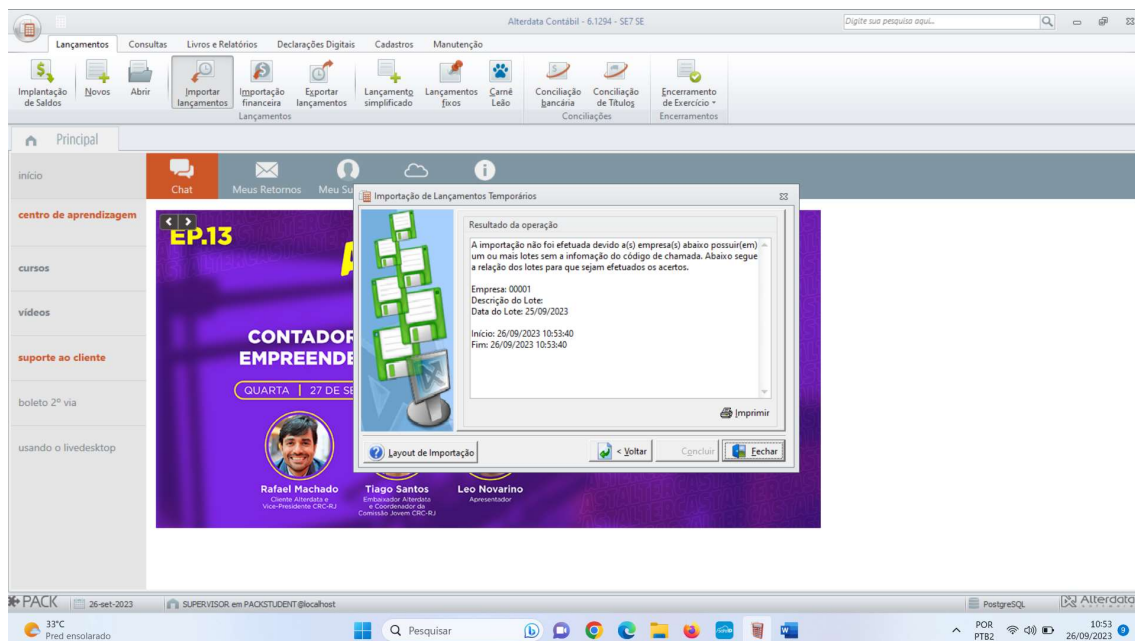 Alterdata Contábil - 6.1294 - SE7 SE
Digite sua pesquisa aqui...
Lançamentos Consultas Livros e Relatórios Declarações Digitais Cadastros Manutenção
Implantação de Saldos
Novos
Abrir
Importar lançamentos
Importação financeira
Exportar lançamentos
Lançamento simplificado
Lançamentos fixos
Carnê Leão
Conciliação bancária
Conciliação de Títulos
Encerramento de Exercício
Lançamentos
Conciliações
Encerramentos
Principal
início
centro de aprendizagem
cursos
vídeos
suporte ao cliente
boleto 2º via
usando o livedesktop
Chat
Meus Retornos
Meu Su
EP.13
A
CONTADOR
EMPREENDE
QUARTA | 27 DE SE
Rafael Machado
Cliente Alterdata e
Vice-Presidente CRC-RJ
Tiago Santos
Embaixador Alterdata
e Coordenador da
Comissão Jovem CRC-RJ
Leo Novarino
Apresentador
Importação de Lançamentos Temporários
Resultado da operação
A importação não foi efetuada devido a(s) empresa(s) abaixo possuir(em)
um ou mais lotes sem a infomação do código de chamada. Abaixo segue
a relação dos lotes para que sejam efetuados os acertos.
Empresa: 00001
Descrição do Lote:
Data do Lote: 25/09/2023
Início: 26/09/2023 10:53:40
Fim: 26/09/2023 10:53:40
Imprimir
Layout de Importação
< Voltar
Concluir
Fechar
PACK
26-set-2023
SUPERVISOR em PACKSTUDENT@localhost
PostgreSQL
Alterdata
33°C
Pred ensolarado
Pesquisar
POR
PTB2
10:53
26/09/2023
9